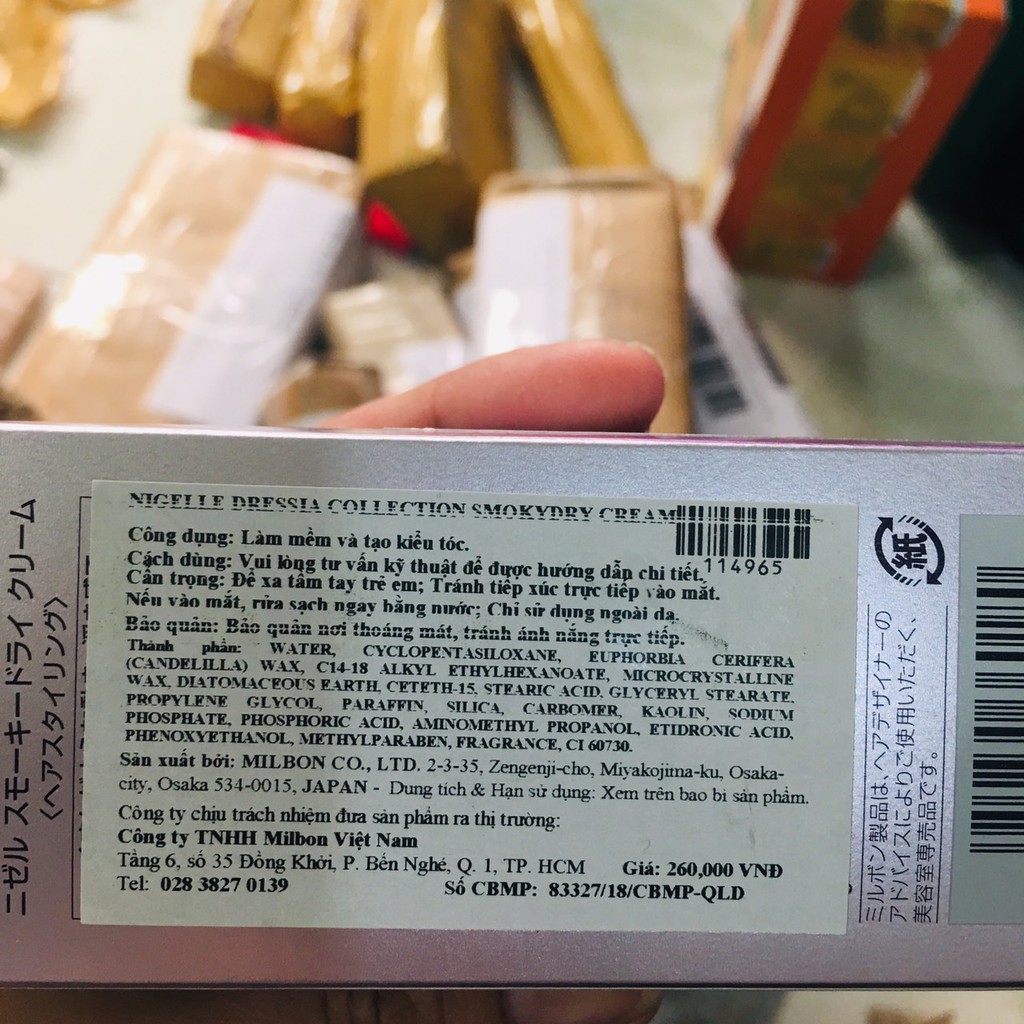 ニゼル スモーキードライ クリーム
〈ヘアスタイリング〉
NIGELLE DRESSIA COLLECTION SMOKYDRY CREAM
114965
Công dụng: Làm mềm và tạo kiểu tóc.
Cách dùng: Vui lòng tư vấn kỹ thuật để được hướng dẫn chi tiết.
Cẩn trọng: Để xa tầm tay trẻ em; Tránh tiếp xúc trực tiếp vào mắt.
Nếu vào mắt, rửa sạch ngay bằng nước; Chỉ sử dụng ngoài da.
Bảo quản: Bảo quản nơi thoáng mát, tránh ánh nắng trực tiếp.
Thành phần: WATER, CYCLOPENTASILOXANE, EUPHORBIA CERIFERA
(CANDELILLA) WAX, C14-18 ALKYL ETHYLHEXANOATE, MICROCRYSTALLINE
WAX, DIATOMACEOUS EARTH, CETETH-15, STEARIC ACID, GLYCERYL STEARATE,
PROPYLENE GLYCOL, PARAFFIN, SILICA, CARBOMER, KAOLIN, SODIUM
PHOSPHATE, PHOSPHORIC ACID, AMINOMETHYL PROPANOL, ETIDRONIC ACID,
PHENOXYETHANOL, METHYLPARABEN, FRAGRANCE, CI 60730.
Sản xuất bởi: MILBON CO., LTD. 2-3-35, Zengenji-cho, Miyakojima-ku, Osaka-
city, Osaka 534-0015, JAPAN - Dung tích & Hạn sử dụng: Xem trên bao bì sản phẩm.
Công ty chịu trách nhiệm đưa sản phẩm ra thị trường:
Công ty TNHH Milbon Việt Nam
Tầng 6, số 35 Đồng Khởi, P. Bến Nghé, Q. 1, TP. HCM Giá: 260,000 VNĐ
Tel: 028 3827 0139 Số CBMP: 83327/18/CBMP-QLD
紙
ミルボン製品は、ヘアデザイナーの
アドバイスによりご使用いただく、
美容室専売品です。